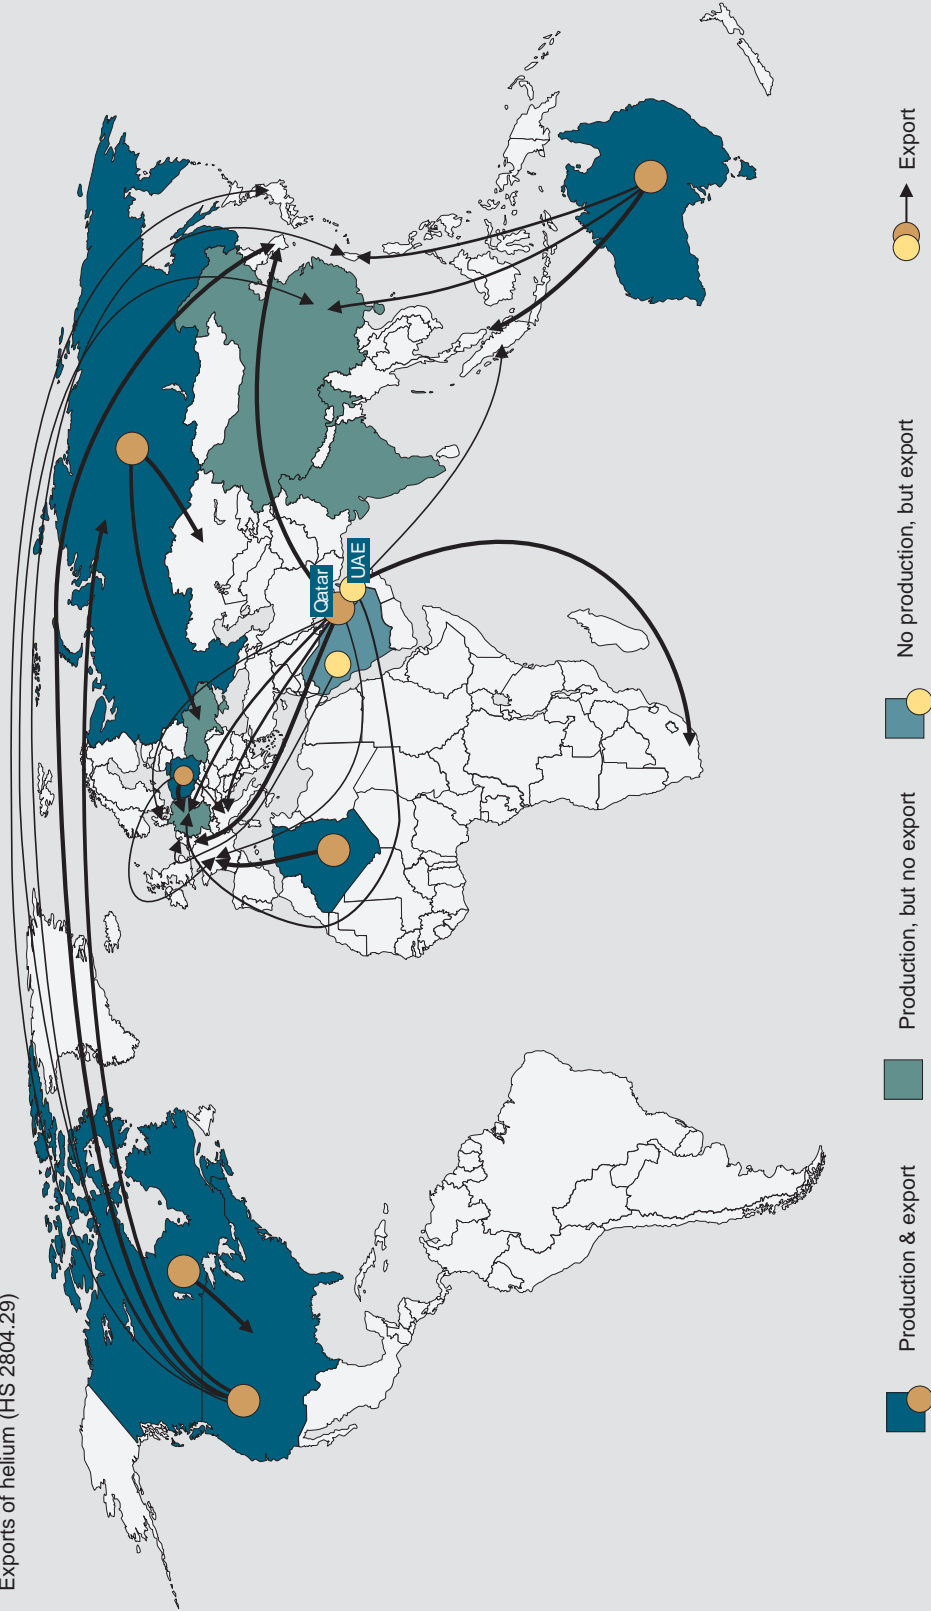 Exports of helium (HS 2804.29)
Qatar
UAE
Production & export
Production, but no export
No production, but export
Export